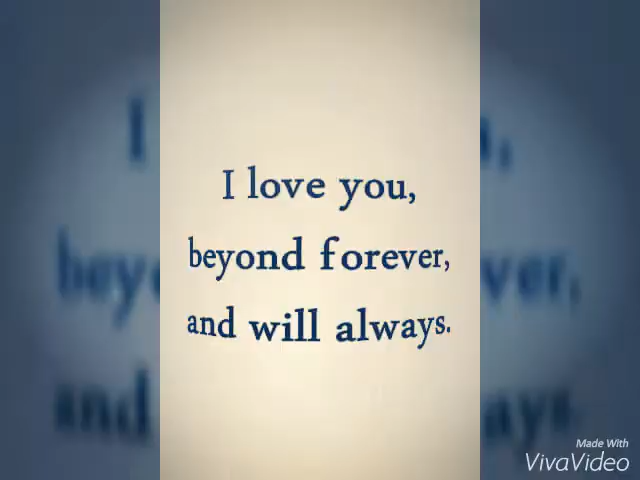 I love you,
beyond forever,
and will always.
Made With
VivaVideo